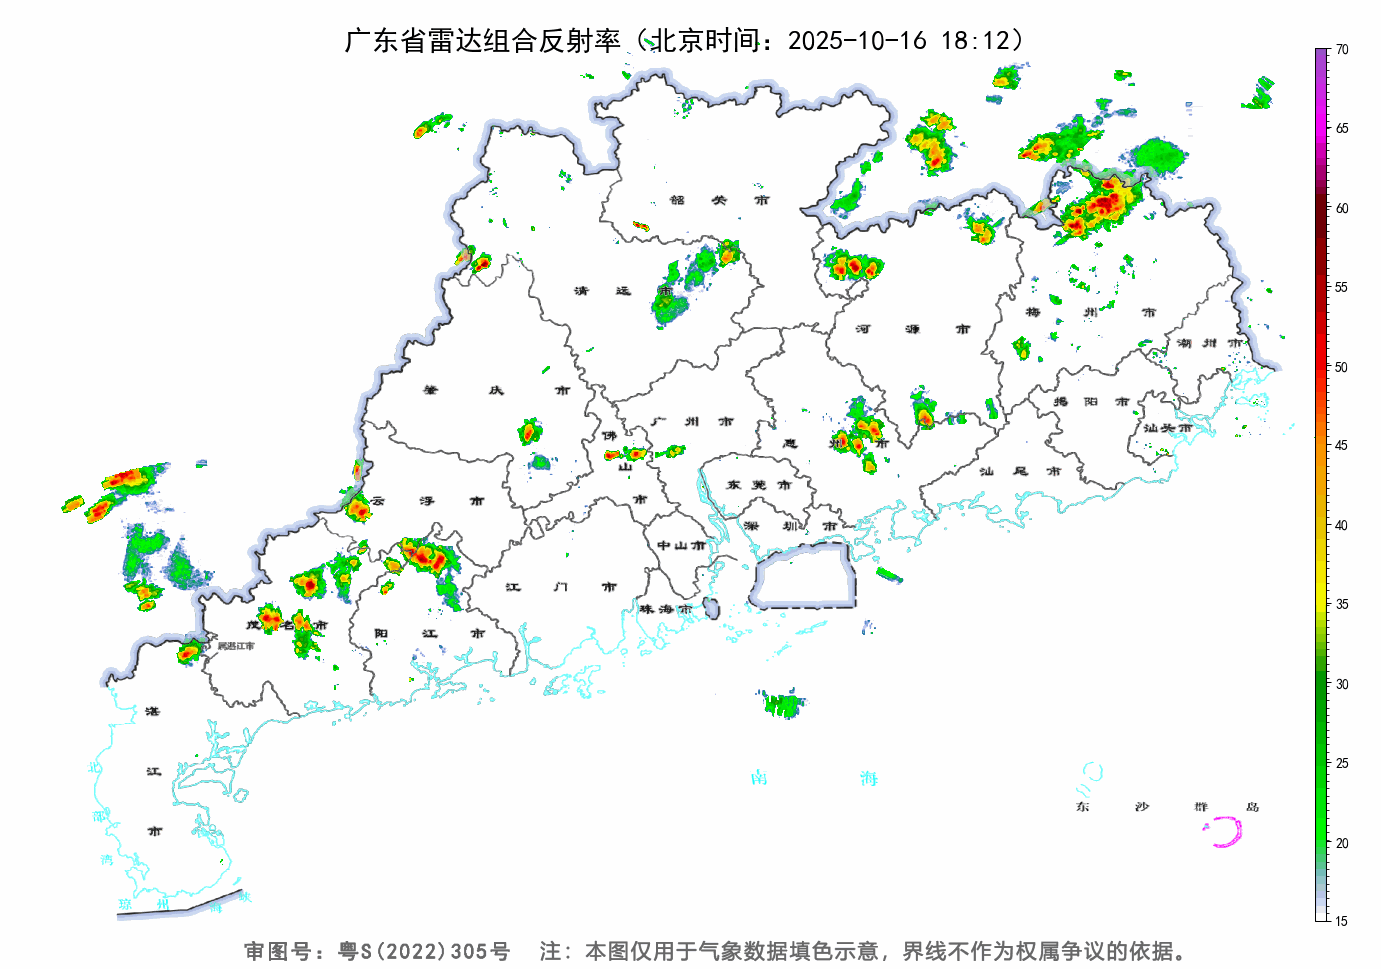 广东省雷达组合反射率（北京时间：2025-10-16 18:12）
70
65
60
55
50
45
40
35
30
25
20
15
韶关市
清远市
河源市
梅州市
潮州市
肇庆市
广州市
佛山市
惠州市
揭阳市
汕头市
汕尾市
东莞市
深圳市
云浮市
中山市
江门市
珠海市
茂名市
属湛江市
阳江市
湛江市
北部湾
琼州海峡
南海
东沙群岛
审图号：粤S(2022)305号 注：本图仅用于气象数据填色示意，界线不作为权属争议的依据。